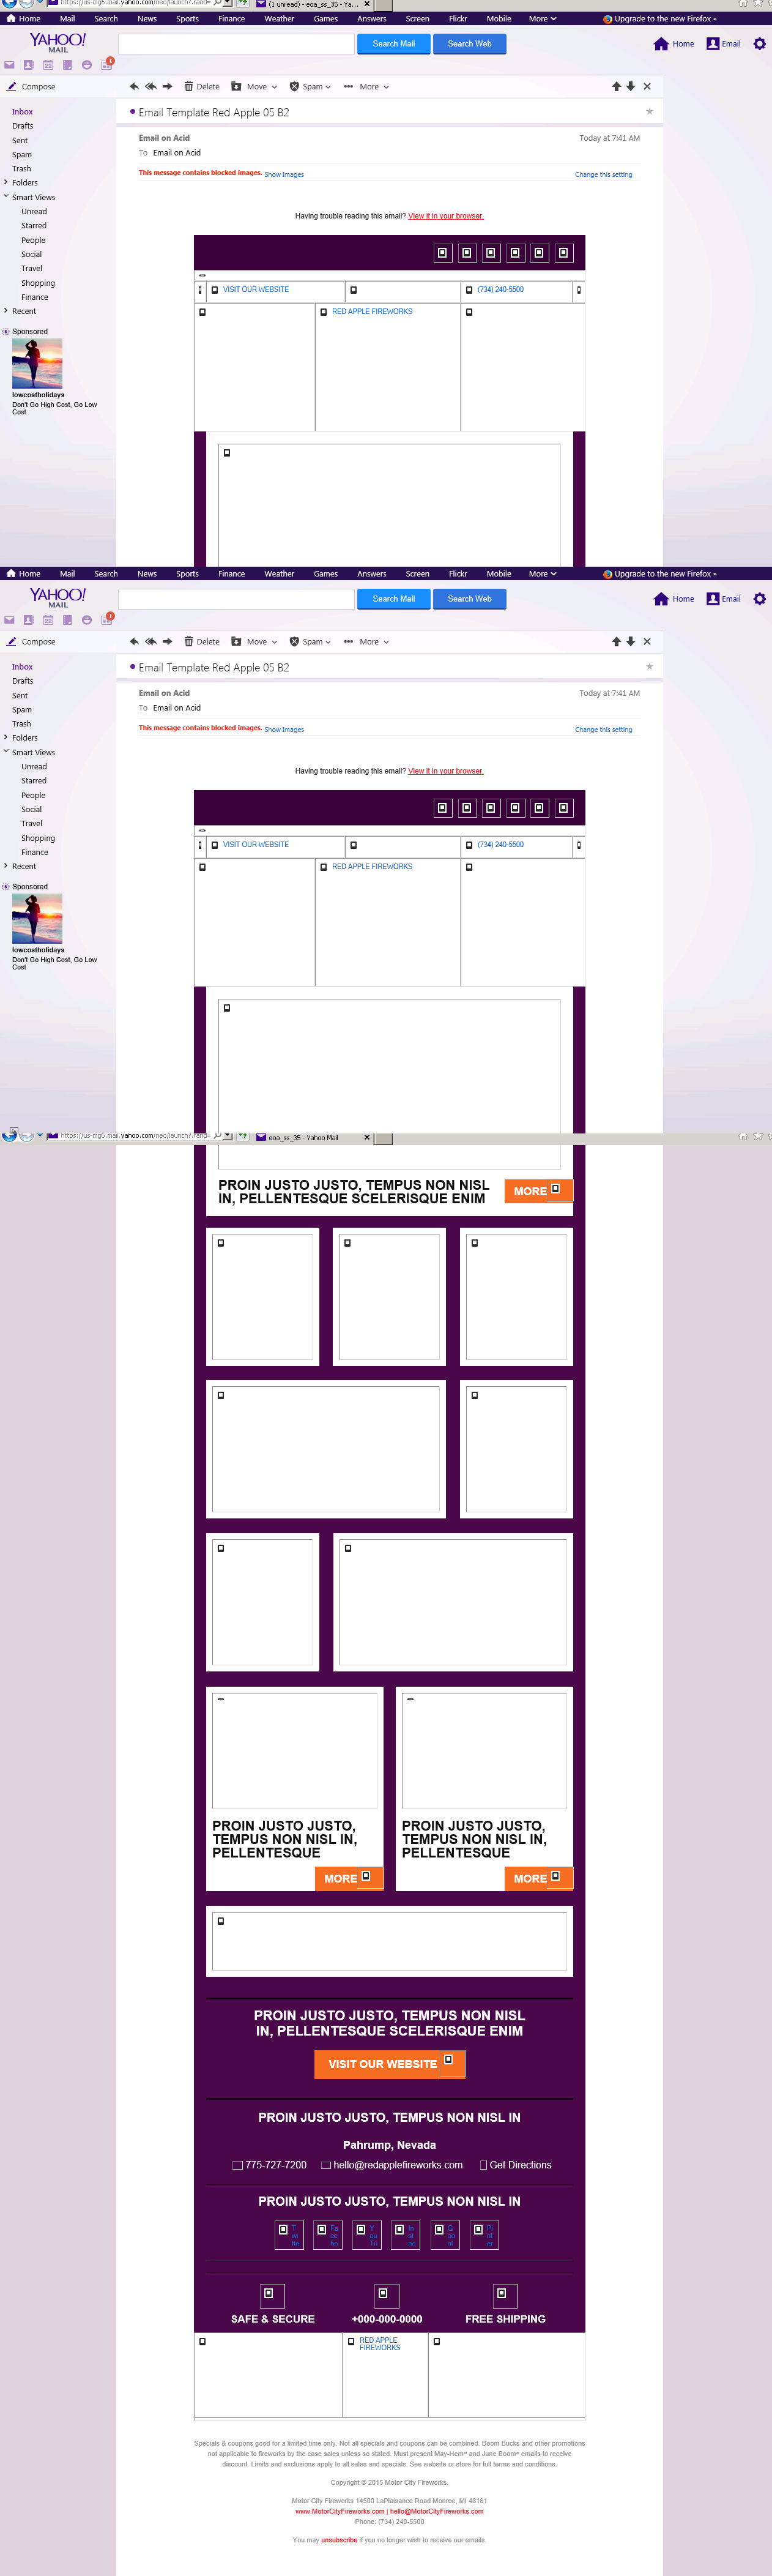 https://us-mg6.mail.yahoo.com/neo/launch?.rand=
(1 unread) - eoa_ss_35 - Ya...
Home Mail Search News Sports Finance Weather Games Answers Screen Flickr Mobile More Upgrade to the new Firefox »
YAHOO!
MAIL
Search Mail Search Web Home Email
22 1
Compose Delete Move Spam More
Inbox Email Template Red Apple 05 B2
Drafts
Sent
Spam
Trash
Folders
Smart Views
Unread
Starred
People
Social
Travel
Shopping
Finance
Recent
Sponsored
lowcostholidays
Don't Go High Cost, Go Low
Cost
Email on Acid Today at 7:41 AM
To Email on Acid
This message contains blocked images. Show Images Change this setting
Having trouble reading this email? View it in your browser.
VISIT OUR WEBSITE (734) 240-5500
RED APPLE FIREWORKS
Home Mail Search News Sports Finance Weather Games Answers Screen Flickr Mobile More Upgrade to the new Firefox »
YAHOO!
MAIL
Search Mail Search Web Home Email
22 1
Compose Delete Move Spam More
Inbox Email Template Red Apple 05 B2
Drafts
Sent
Spam
Trash
Folders
Smart Views
Unread
Starred
People
Social
Travel
Shopping
Finance
Recent
Sponsored
lowcostholidays
Don't Go High Cost, Go Low
Cost
Email on Acid Today at 7:41 AM
To Email on Acid
This message contains blocked images. Show Images Change this setting
Having trouble reading this email? View it in your browser.
VISIT OUR WEBSITE (734) 240-5500
RED APPLE FIREWORKS
https://us-mg6.mail.yahoo.com/neo/launch?.rand=
eoa_ss_35 - Yahoo Mail
PROIN JUSTO JUSTO, TEMPUS NON NISL
IN, PELLENTESQUE SCELERISQUE ENIM
MORE
PROIN JUSTO JUSTO,
TEMPUS NON NISL IN,
PELLENTESQUE
MORE
PROIN JUSTO JUSTO,
TEMPUS NON NISL IN,
PELLENTESQUE
MORE
PROIN JUSTO JUSTO, TEMPUS NON NISL
IN, PELLENTESQUE SCELERISQUE ENIM
VISIT OUR WEBSITE
PROIN JUSTO JUSTO, TEMPUS NON NISL IN
Pahrump, Nevada
775-727-7200 hello@redapplefireworks.com Get Directions
PROIN JUSTO JUSTO, TEMPUS NON NISL IN
SAFE & SECURE +000-000-0000 FREE SHIPPING
RED APPLE
FIREWORKS
Specials & coupons good for a limited time only. Not all specials and coupons can be combined. Boom Bucks and other promotions
not applicable to fireworks by the case sales unless so stated. Must present May-Hem℠ and June Boom℠ emails to receive
discount. Limits and exclusions apply to all sales and specials. See website or store for full terms and conditions.
Copyright © 2015 Motor City Fireworks.
Motor City Fireworks 14500 LaPlaisance Road Monroe, MI 48161
www.MotorCityFireworks.com | hello@MotorCityFireworks.com
Phone: (734) 240-5500
You may unsubscribe if you no longer wish to receive our emails.